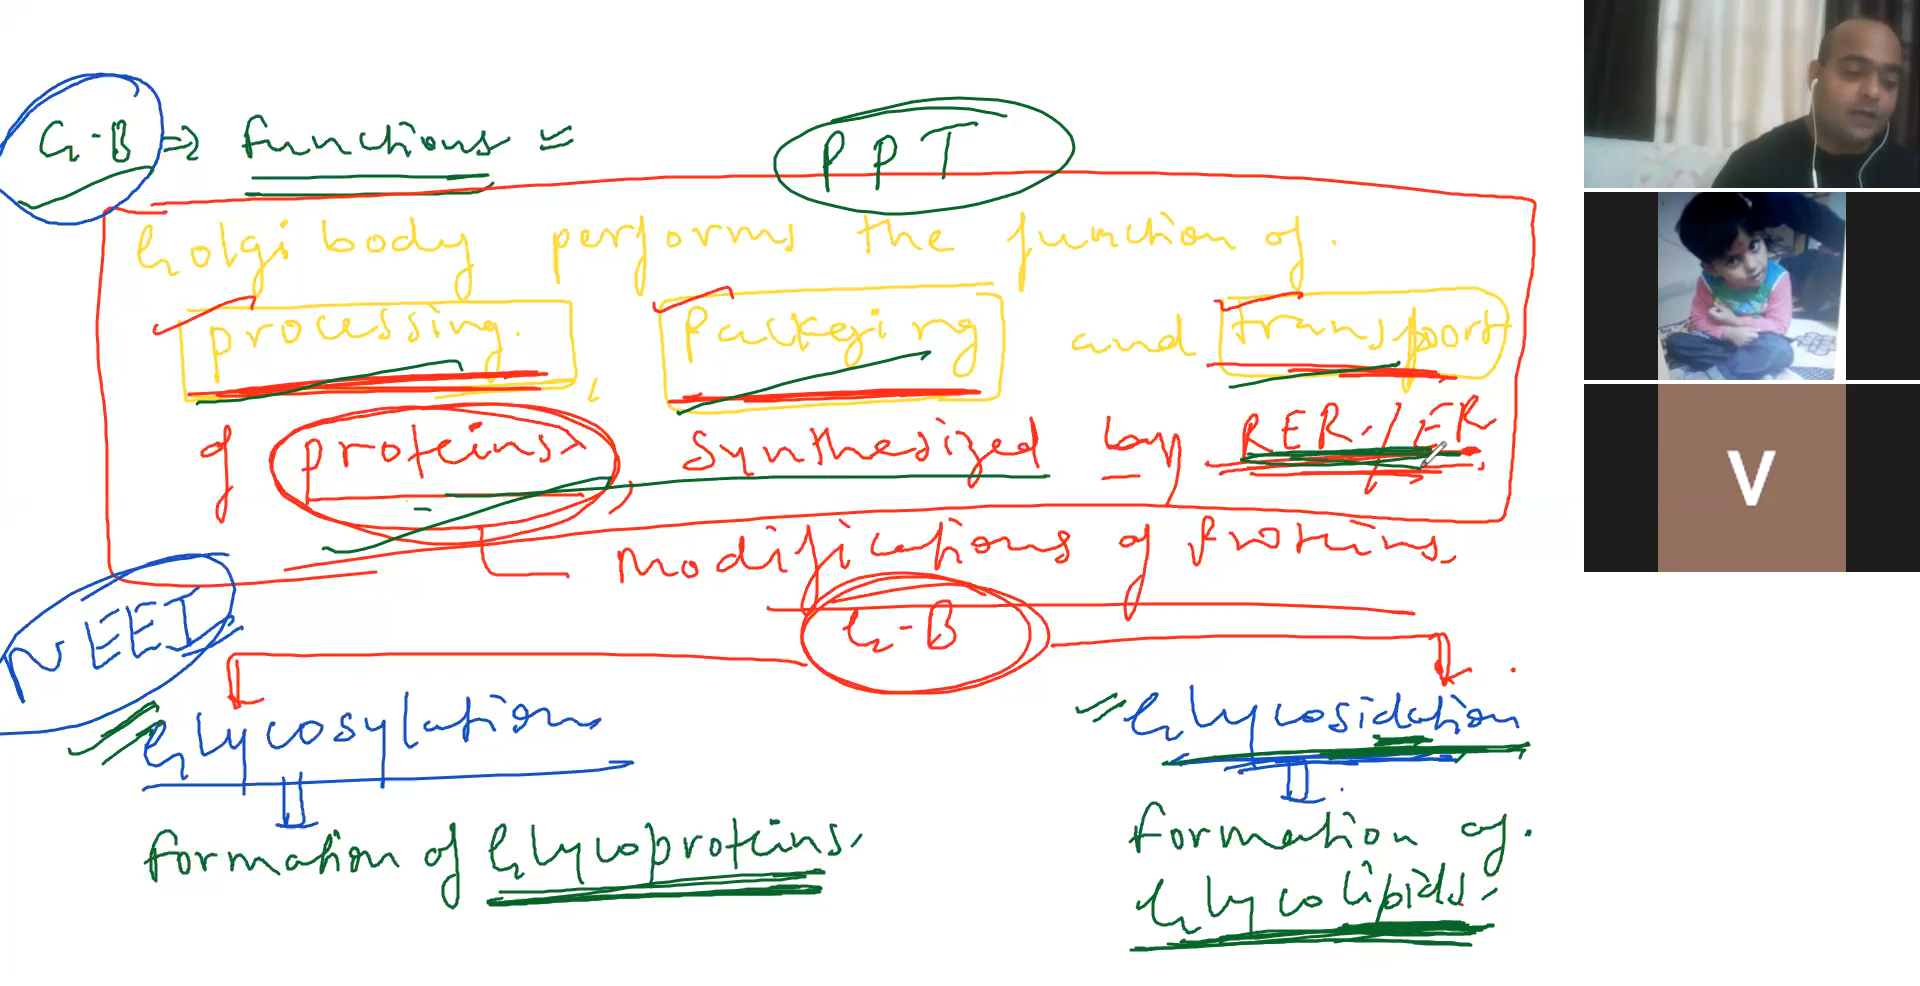 G-B ⇒ functions =
PPT
Golgi body performs the function of.
processing, Packeging and transport
of proteins synthesized by RER/ER.
Modifications of Proteins.
NEET
G-B
Glycosylation
Glycosidation
formation of Glycoproteins.
formation of.
Glycolipids.
V